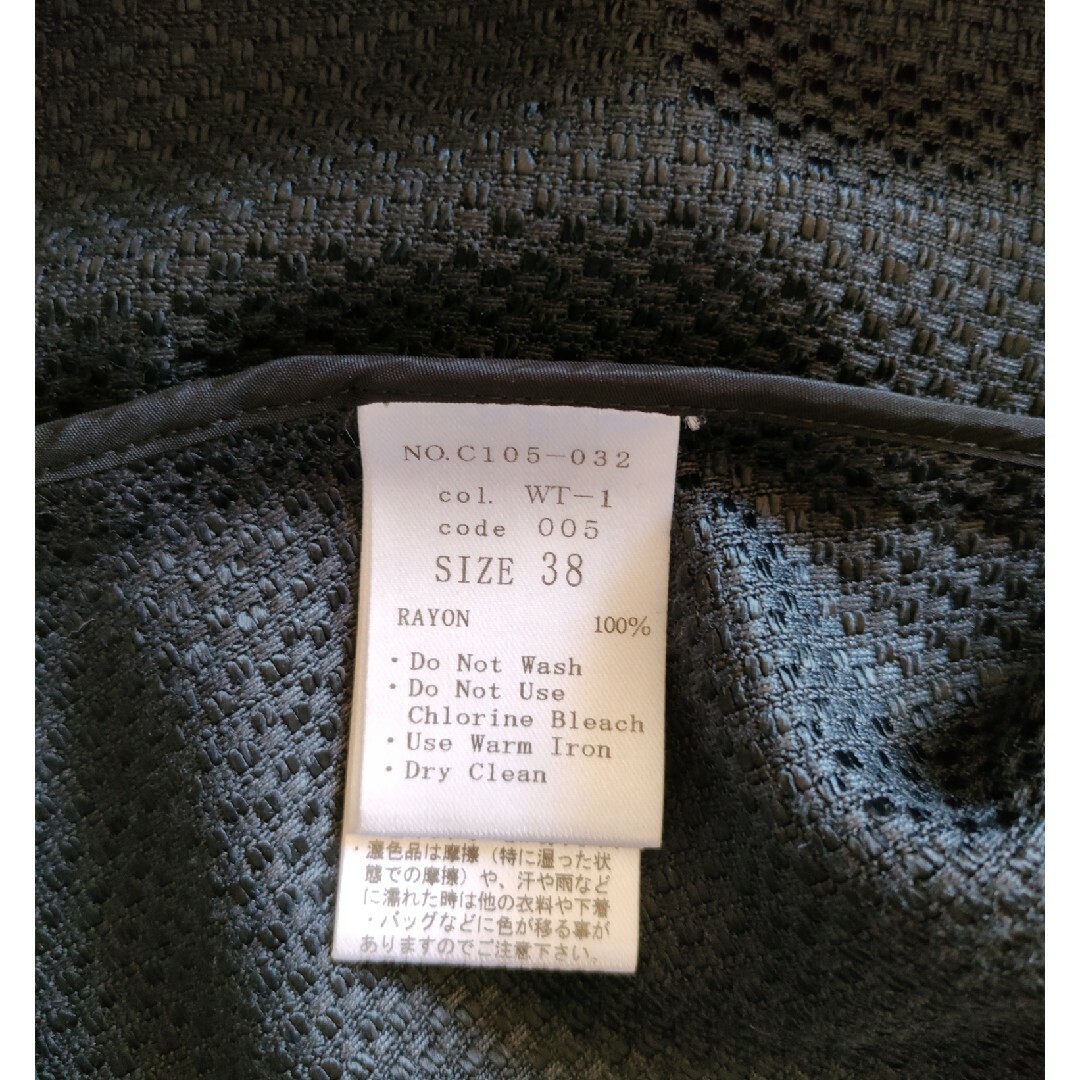 NO.C105-032
col. WT-1
code 005
SIZE 38
RAYON 100%
・Do Not Wash
・Do Not Use
Chlorine Bleach
・Use Warm Iron
・Dry Clean
・濃色品は摩擦(特に湿った状
態での摩擦)や、汗や雨など
に濡れた時は他の衣料や下着
・バッグなどに色が移る事が
ありますのでご注意下さい。